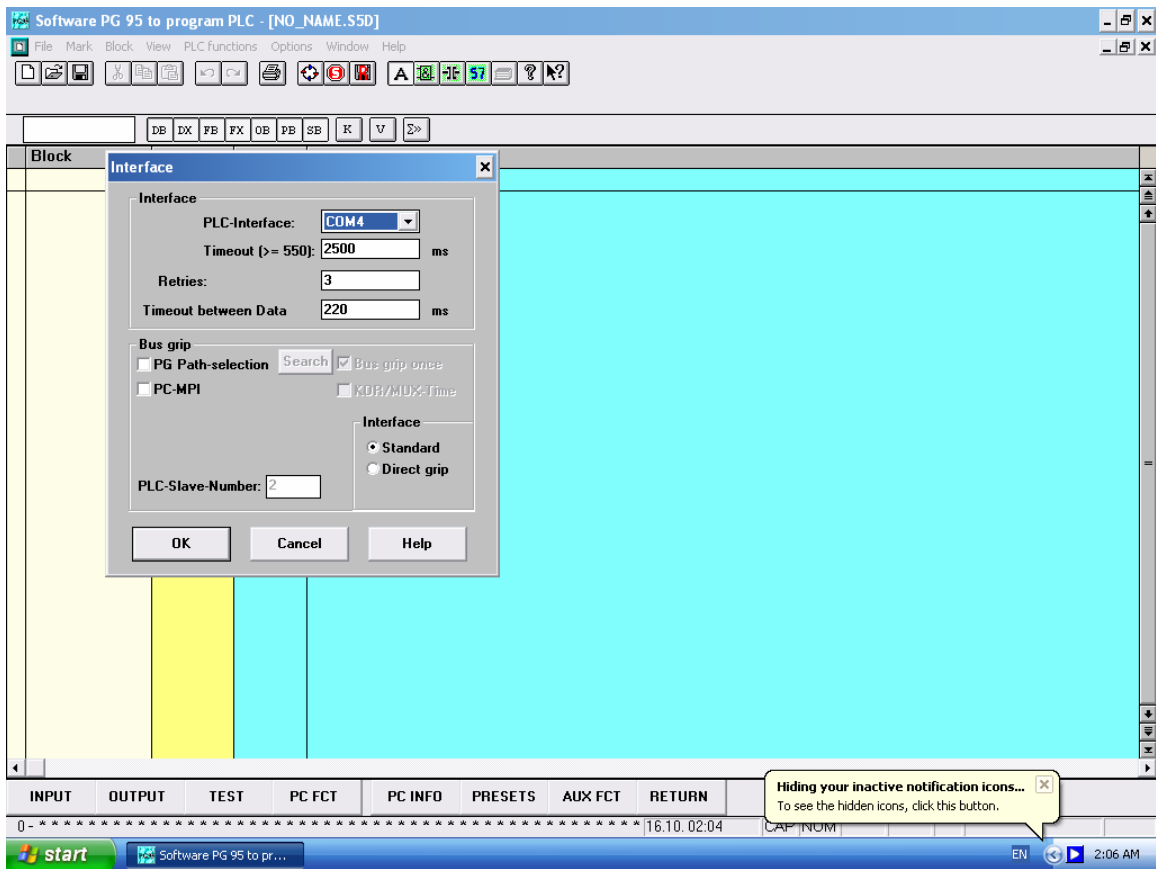 Software PG 95 to program PLC - [NO_NAME.S5D]
File Mark Block View PLC functions Options Window Help
A & S7 ? ?
DB DX FB FX OB PB SB K V Σ»
Block
Interface
Interface
PLC-Interface: COM4
Timeout (>= 550): 2500 ms
Retries: 3
Timeout between Data 220 ms
Bus grip
PG Path-selection Search Bus grip once
PC-MPI KOR/MUX-Time
Interface
Standard
Direct grip
PLC-Slave-Number: 2
OK Cancel Help
INPUT OUTPUT TEST PC FCT PC INFO PRESETS AUX FCT RETURN
Hiding your inactive notification icons...
To see the hidden icons, click this button.
0 - * * * * * * * * * * * * * * * * * * * * * * * * * * * * * * * * * * * * * * * * * * * * * * * * 16.10. 02:04 CAP NUM
start Software PG 95 to pr... EN 2:06 AM